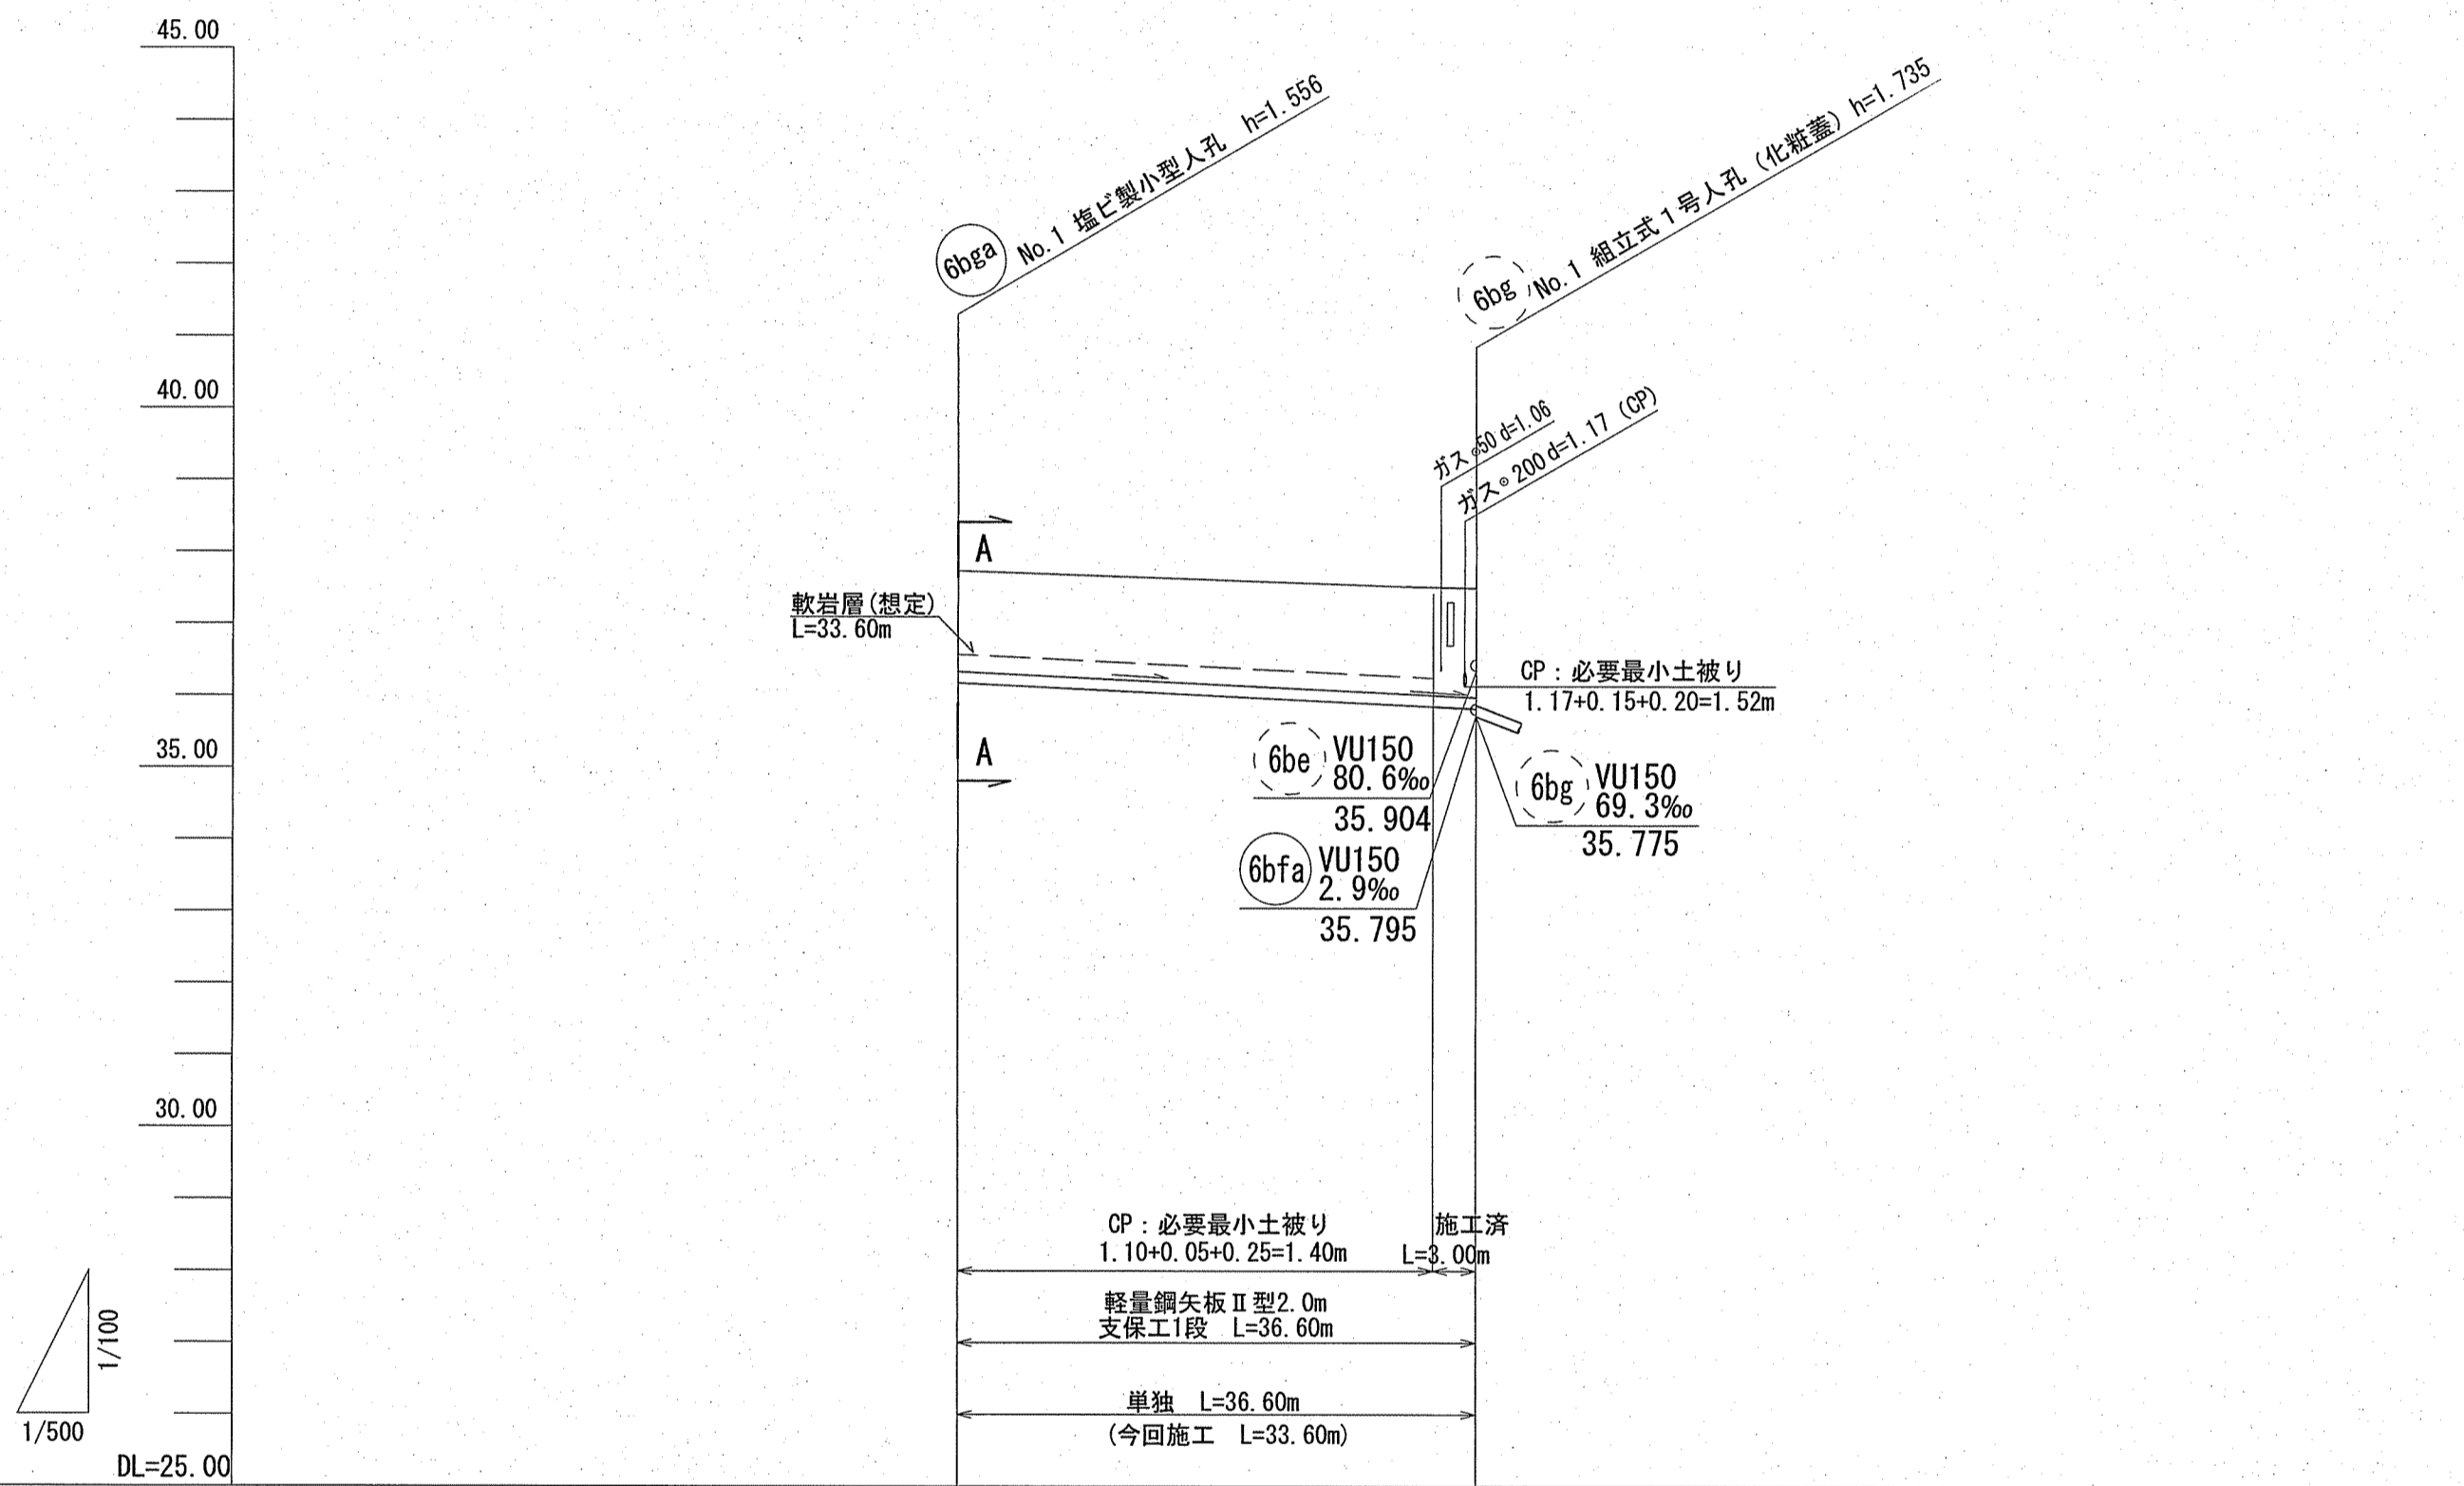 45.00
40.00
35.00
30.00
DL=25.00
1/100
1/500
6bga No.1 塩ビ製小型人孔 h=1.556
6bg No.1 組立式1号人孔(化粧蓋) h=1.735
ガス⌀50 d=1.06
ガス⌀200 d=1.17 (CP)
A
軟岩層(想定)
L=33.60m
A
CP:必要最小土被り
1.17+0.15+0.20=1.52m
6be VU150
80.6‰
35.904
6bg VU150
69.3‰
35.775
6bfa VU150
2.9‰
35.795
CP:必要最小土被り
1.10+0.05+0.25=1.40m
施工済
L=3.00m
軽量鋼矢板Ⅱ型2.0m
支保工1段 L=36.60m
単独 L=36.60m
(今回施工 L=33.60m)